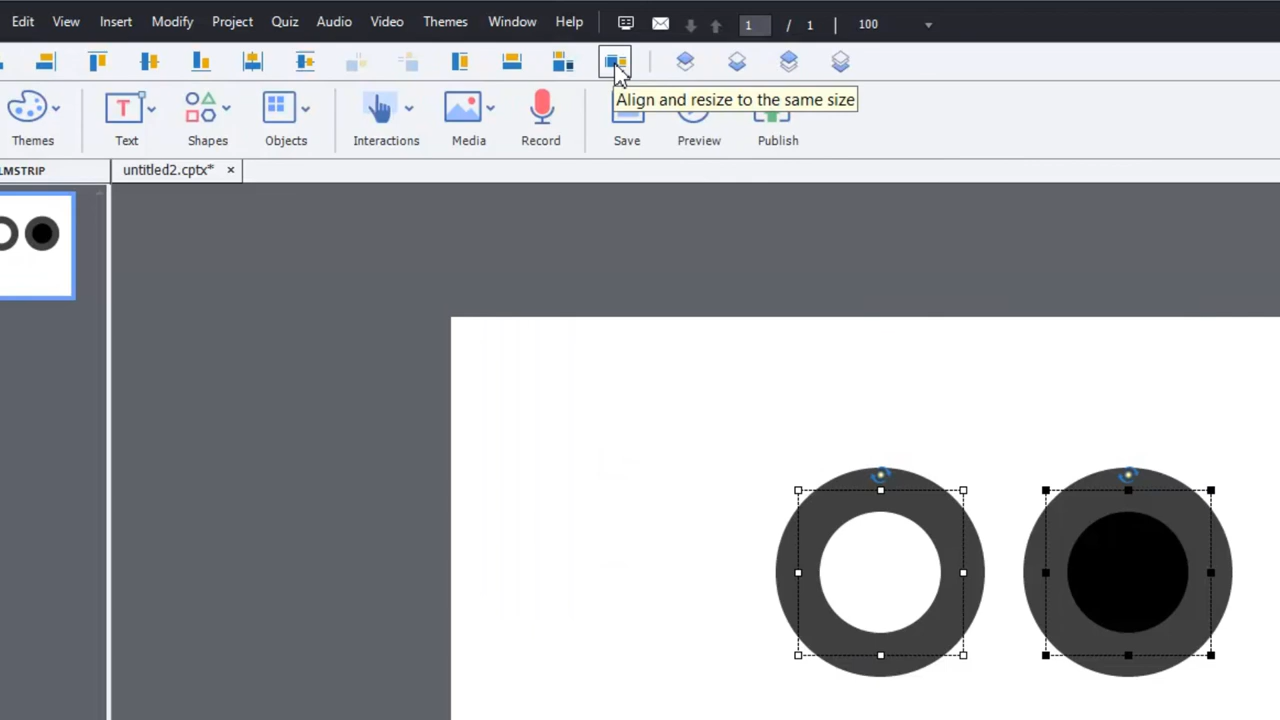 Edit View Insert Modify Project Quiz Audio Video Themes Window Help 1 / 1 100
Align and resize to the same size
Themes Text Shapes Objects Interactions Media Record Save Preview Publish
LMSTRIP untitled2.cptx* ×
T